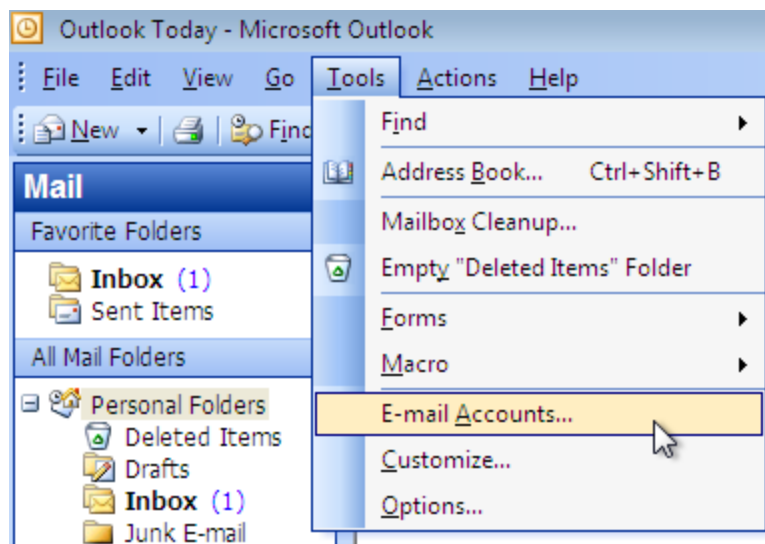 Outlook Today - Microsoft Outlook
File Edit View Go Tools Actions Help
New Find
Mail
Favorite Folders
Inbox (1)
Sent Items
All Mail Folders
Personal Folders
Deleted Items
Drafts
Inbox (1)
Junk E-mail
Find
Address Book... Ctrl+Shift+B
Mailbox Cleanup...
Empty "Deleted Items" Folder
Forms
Macro
E-mail Accounts...
Customize...
Options...